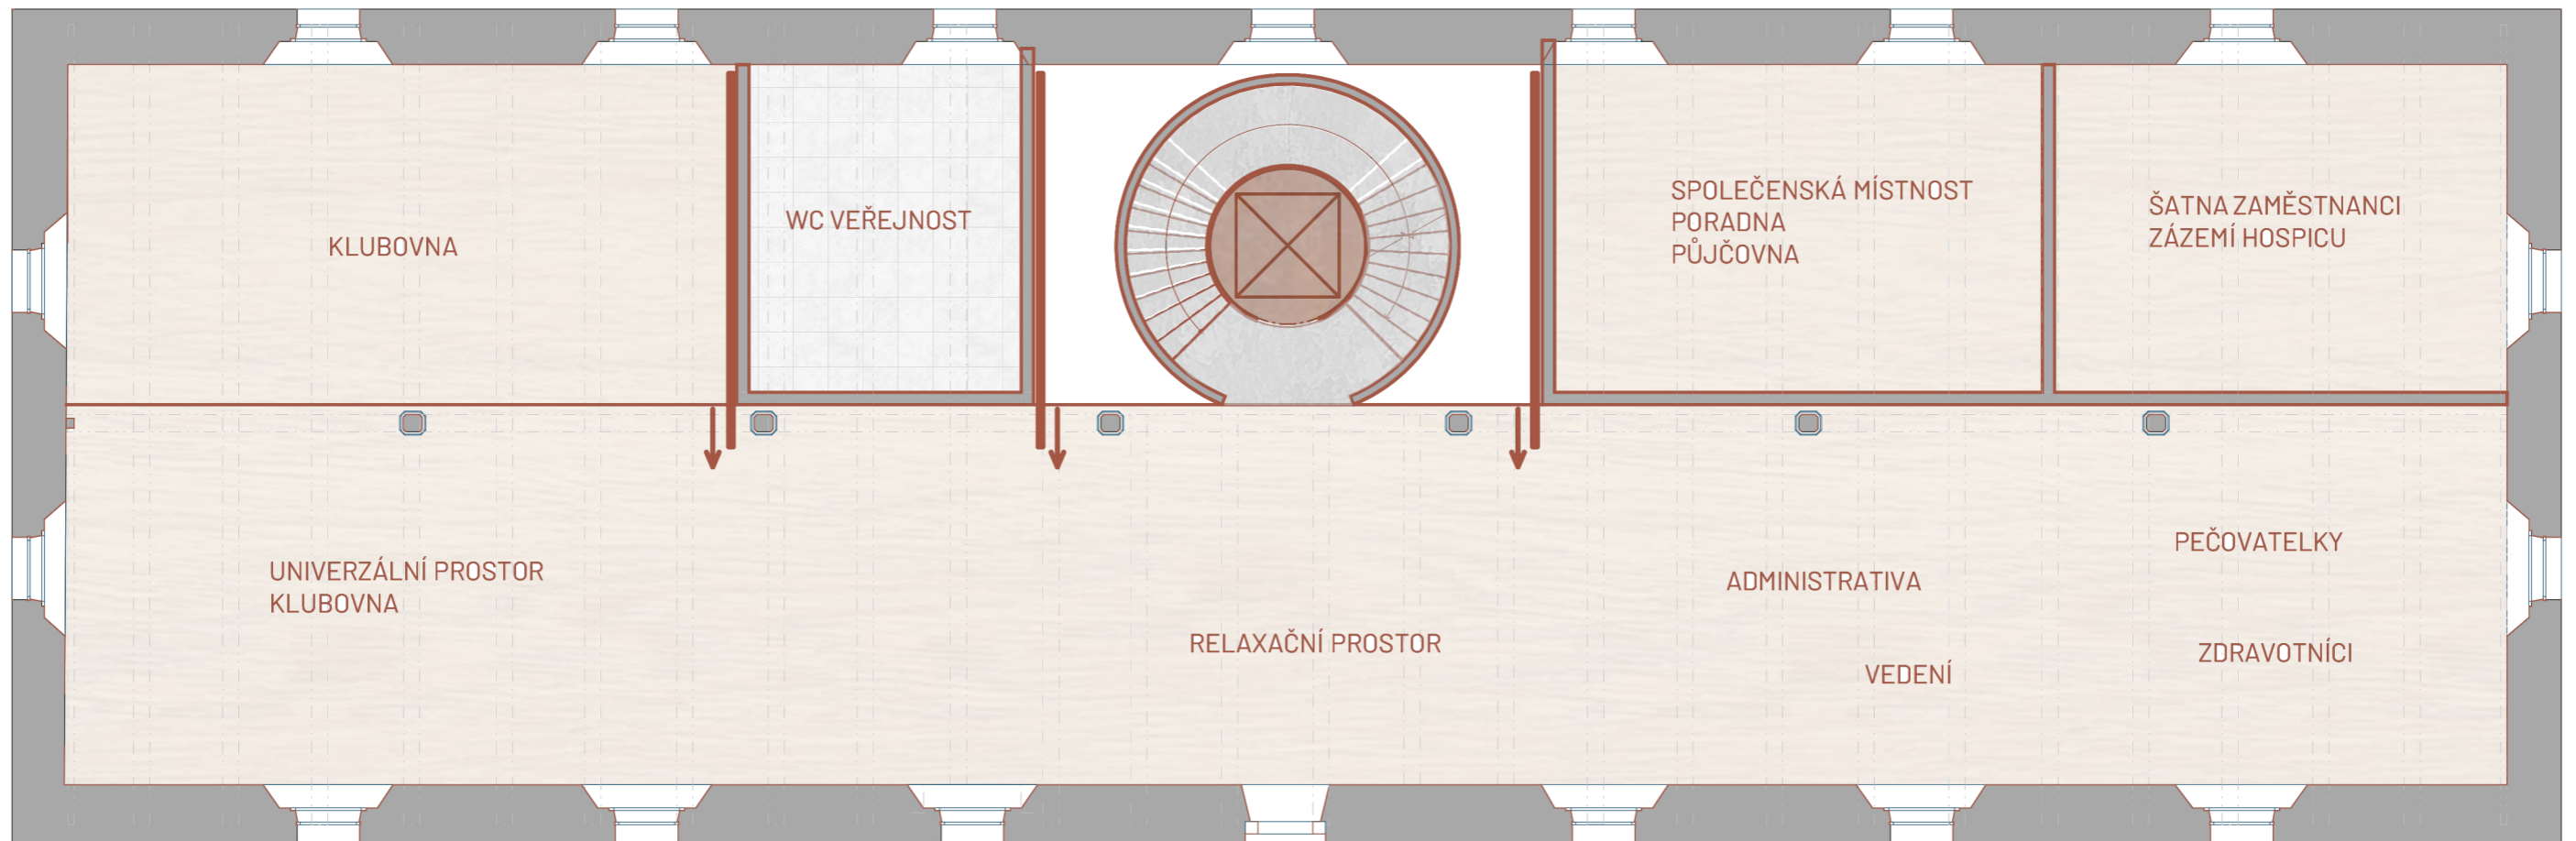 KLUBOVNA
WC VEŘEJNOST
SPOLEČENSKÁ MÍSTNOST
PORADNA
PŮJČOVNA
ŠATNA ZAMĚSTNANCI
ZÁZEMÍ HOSPICU
UNIVERZÁLNÍ PROSTOR
KLUBOVNA
RELAXAČNÍ PROSTOR
ADMINISTRATIVA
VEDENÍ
PEČOVATELKY
ZDRAVOTNÍCI